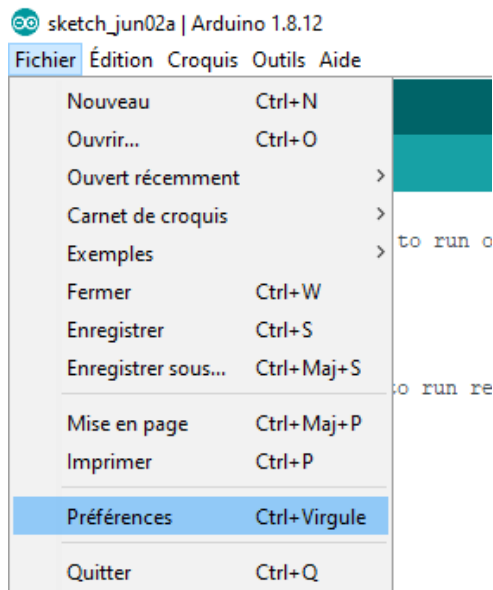 sketch_jun02a | Arduino 1.8.12
Fichier Édition Croquis Outils Aide
Nouveau Ctrl+N
Ouvrir... Ctrl+O
Ouvert récemment >
Carnet de croquis >
Exemples >
to run o
Fermer Ctrl+W
Enregistrer Ctrl+S
Enregistrer sous... Ctrl+Maj+S
to run re
Mise en page Ctrl+Maj+P
Imprimer Ctrl+P
Préférences Ctrl+Virgule
Quitter Ctrl+Q